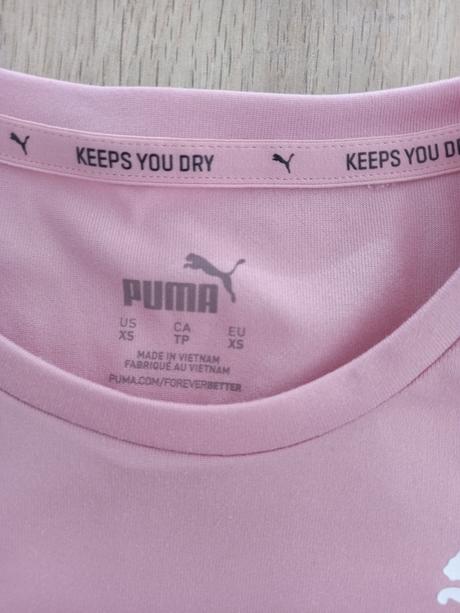 KEEPS YOU DRY
KEEPS YOU D
PUMA
US CA EU
XS TP XS
MADE IN VIETNAM
FABRIQUÉ AU VIETNAM
PUMA.COM/FOREVERBETTER